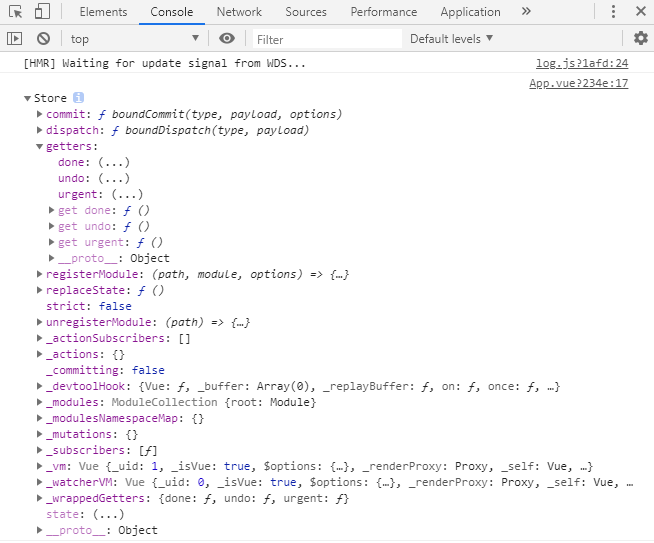 Elements Console Network Sources Performance Application »
top ▼ Filter Default levels ▼
[HMR] Waiting for update signal from WDS... log.js?1afd:24
App.vue?234e:17
▼Store i
▶commit: ƒ boundCommit(type, payload, options)
▶dispatch: ƒ boundDispatch(type, payload)
▼getters:
done: (...)
undo: (...)
urgent: (...)
▶get done: ƒ ()
▶get undo: ƒ ()
▶get urgent: ƒ ()
▶__proto__: Object
▶registerModule: (path, module, options) => {…}
▶replaceState: ƒ ()
strict: false
▶unregisterModule: (path) => {…}
▶_actionSubscribers: []
▶_actions: {}
_committing: false
▶_devtoolHook: {Vue: ƒ, _buffer: Array(0), _replayBuffer: ƒ, on: ƒ, once: ƒ, …}
▶_modules: ModuleCollection {root: Module}
▶_modulesNamespaceMap: {}
▶_mutations: {}
▶_subscribers: [ƒ]
▶_vm: Vue {_uid: 1, _isVue: true, $options: {…}, _renderProxy: Proxy, _self: Vue, …}
▶_watcherVM: Vue {_uid: 0, _isVue: true, $options: {…}, _renderProxy: Proxy, _self: Vue, …
▶_wrappedGetters: {done: ƒ, undo: ƒ, urgent: ƒ}
state: (...)
▶__proto__: Object